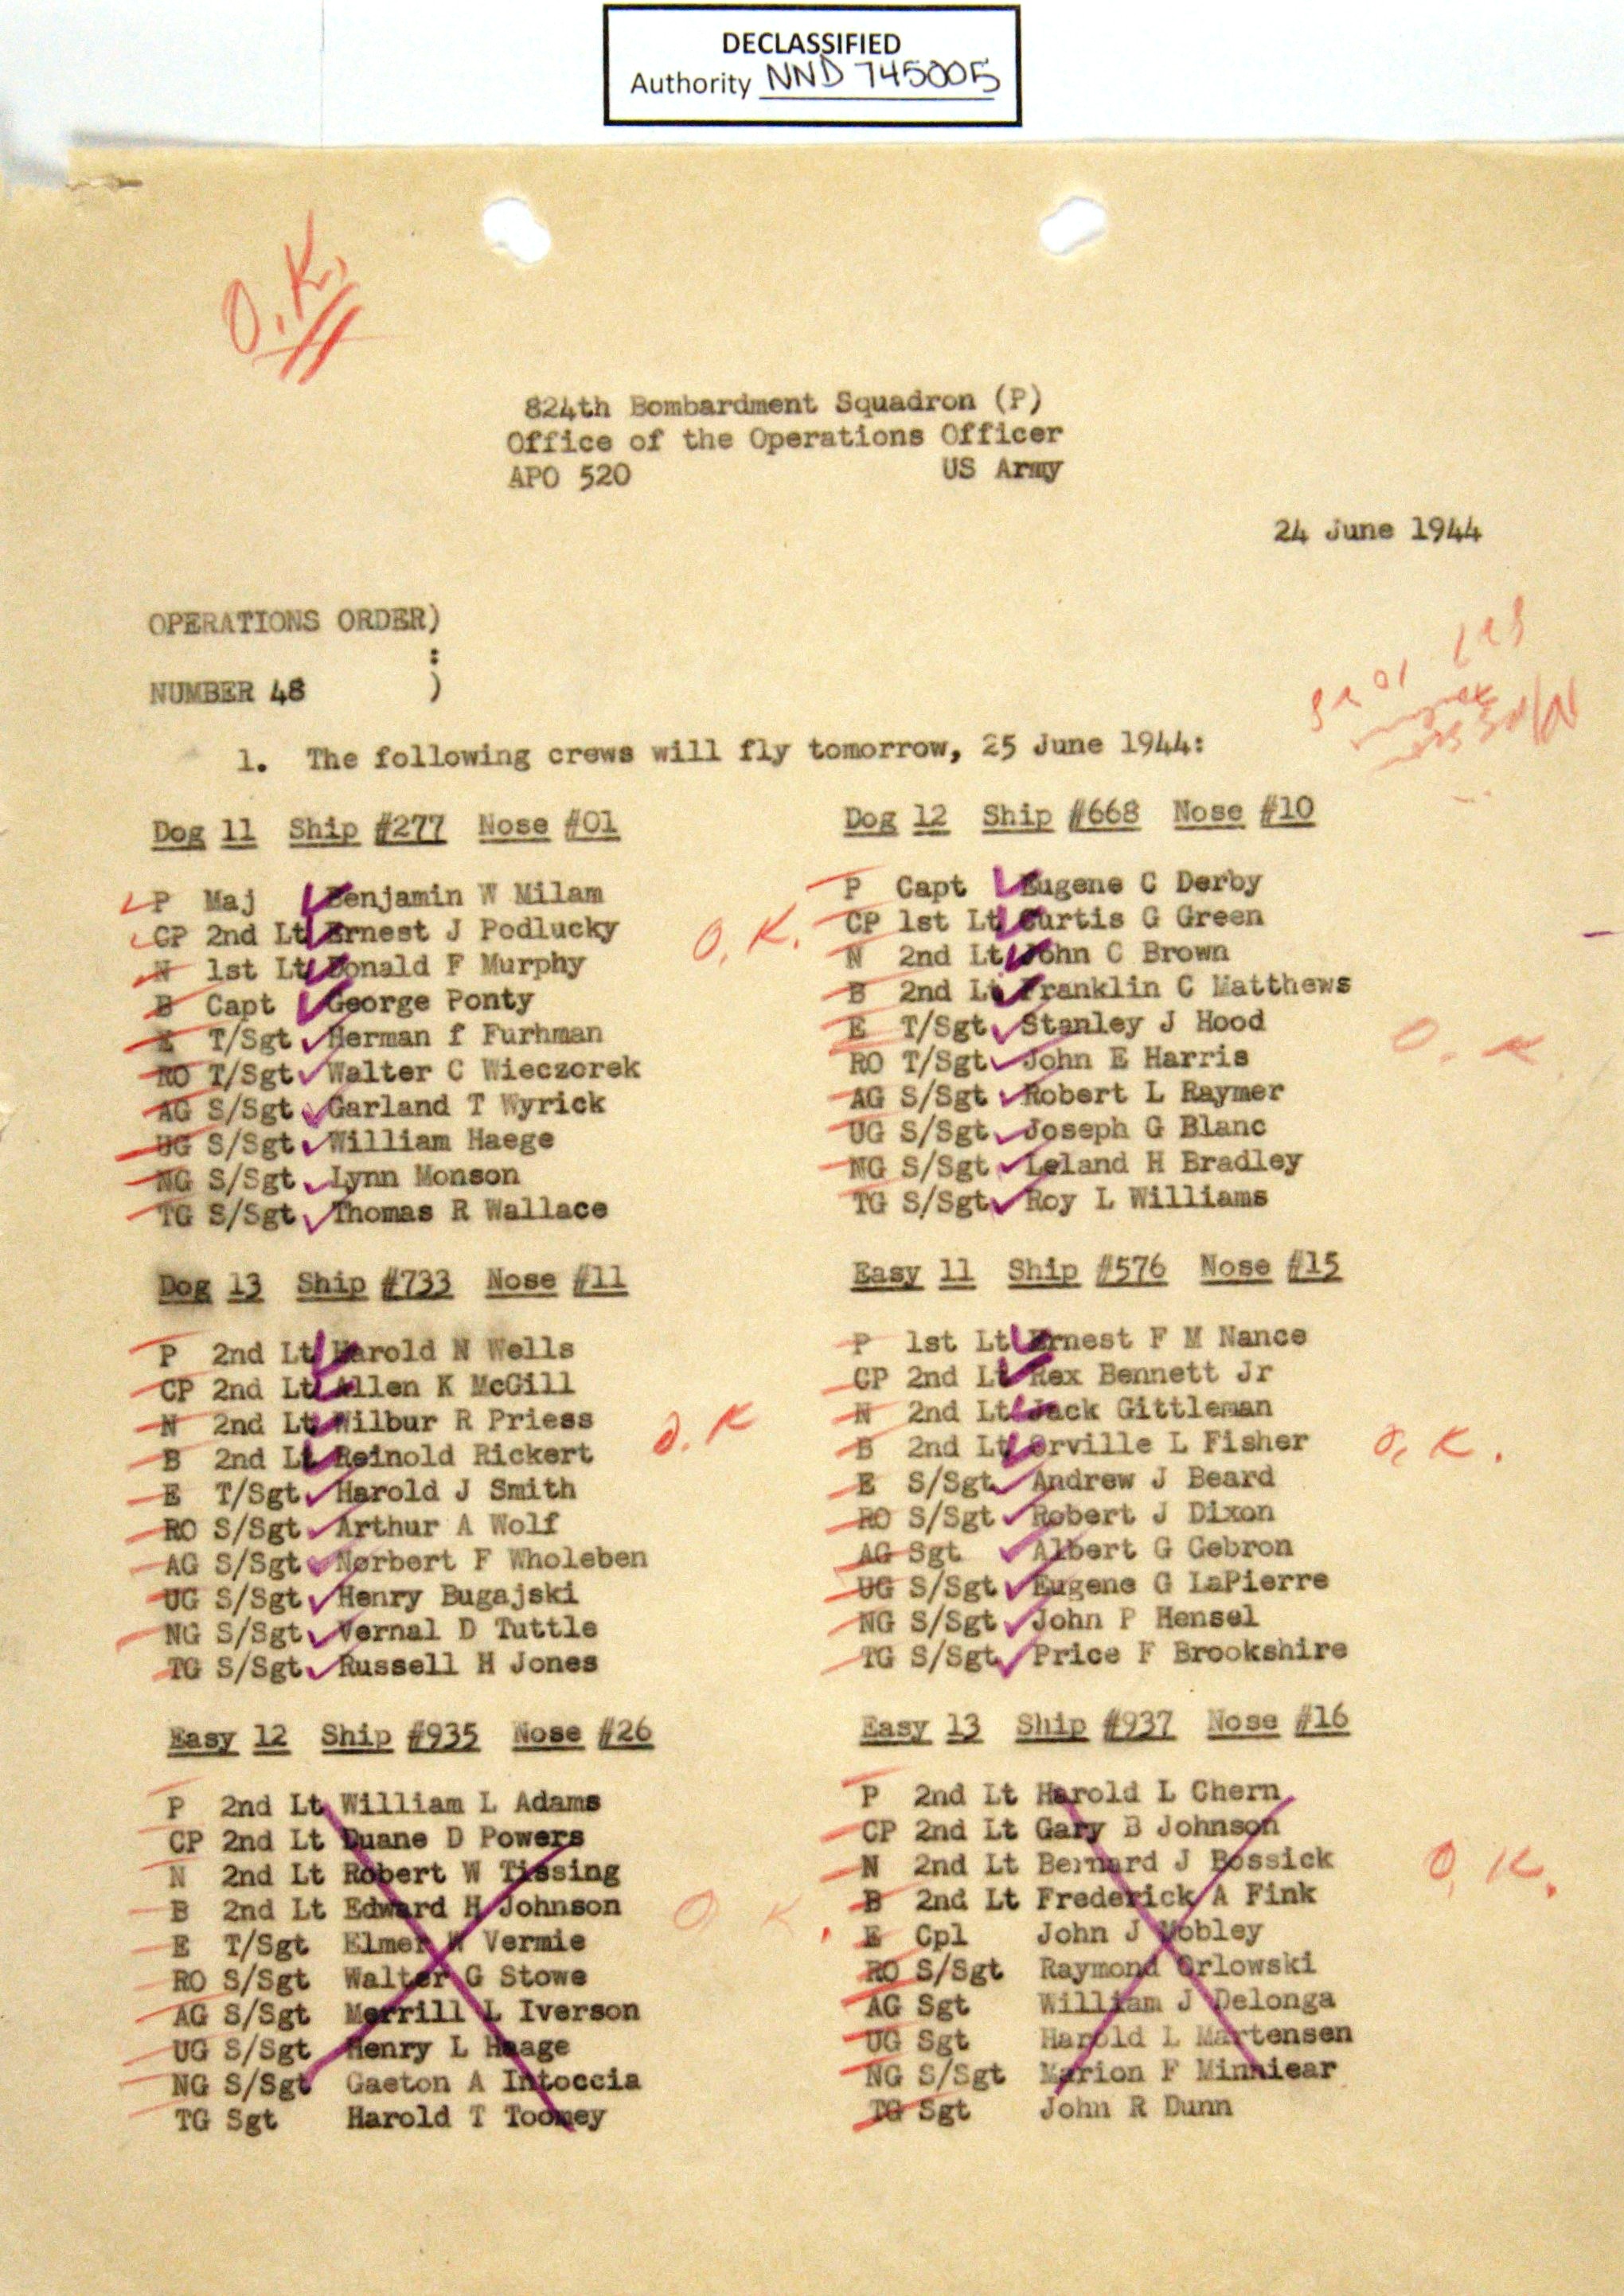 DECLASSIFIED
Authority NND 745005
O.K.
824th Bombardment Squadron (P)
Office of the Operations Officer
APO 520 US Army
24 June 1944
OPERATIONS ORDER)
:
NUMBER 48 )
1. The following crews will fly tomorrow, 25 June 1944:
Dog 11 Ship #277 Nose #01
P Maj Benjamin W Milam
CP 2nd Lt Ernest J Podlucky
N 1st Lt Donald F Murphy
B Capt George Ponty
T/Sgt Herman f Furhman
RO T/Sgt Walter C Wieczorek
AG S/Sgt Garland T Wyrick
UG S/Sgt William Haege
NG S/Sgt Lynn Monson
TG S/Sgt Thomas R Wallace
O.K.
Dog 12 Ship #668 Nose #10
P Capt Eugene C Derby
CP 1st Lt Curtis G Green
N 2nd Lt John C Brown
B 2nd Lt Franklin C Matthews
E T/Sgt Stanley J Hood
RO T/Sgt John E Harris
AG S/Sgt Robert L Raymer
UG S/Sgt Joseph G Blanc
NG S/Sgt Leland H Bradley
TG S/Sgt Roy L Williams
O.K
Dog 13 Ship #733 Nose #11
P 2nd Lt Harold N Wells
CP 2nd Lt Allen K McGill
N 2nd Lt Wilbur R Priess
B 2nd Lt Reinold Rickert
E T/Sgt Harold J Smith
RO S/Sgt Arthur A Wolf
AG S/Sgt Norbert F Wholeben
UG S/Sgt Henry Bugajski
NG S/Sgt Vernal D Tuttle
TG S/Sgt Russell H Jones
O.K
Easy 11 Ship #576 Nose #15
P 1st Lt Ernest F M Nance
CP 2nd Lt Rex Bennett Jr
N 2nd Lt Jack Gittleman
B 2nd Lt Orville L Fisher
E S/Sgt Andrew J Beard
RO S/Sgt Robert J Dixon
AG Sgt Albert G Cebron
UG S/Sgt Eugene G LaPierre
NG S/Sgt John P Hensel
TG S/Sgt Price F Brookshire
O.K.
Easy 12 Ship #935 Nose #26
P 2nd Lt William L Adams
CP 2nd Lt Duane D Powers
N 2nd Lt Robert W Tissing
B 2nd Lt Edward H Johnson
E T/Sgt Elmer W Vermie
RO S/Sgt Walter G Stowe
AG S/Sgt Merrill L Iverson
UG S/Sgt Henry L Haage
NG S/Sgt Gaeton A Intoccia
TG Sgt Harold T Toomey
O.K.
Easy 13 Ship #937 Nose #16
P 2nd Lt Harold L Chern
CP 2nd Lt Gary B Johnson
N 2nd Lt Bernard J Bossick
B 2nd Lt Frederick A Fink
E Cpl John J Mobley
RO S/Sgt Raymond Orlowski
AG Sgt William J Delonga
UG Sgt Harold L Martensen
NG S/Sgt Marion F Minniear
TG Sgt John R Dunn
O.K.